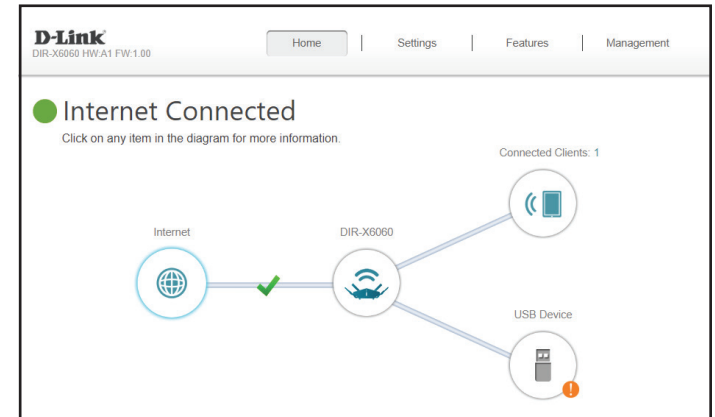 D-Link
DIR-X6060 HW:A1 FW:1.00
Home | Settings | Features | Management
Internet Connected
Click on any item in the diagram for more information.
Connected Clients: 1
Internet
DIR-X6060
USB Device
!